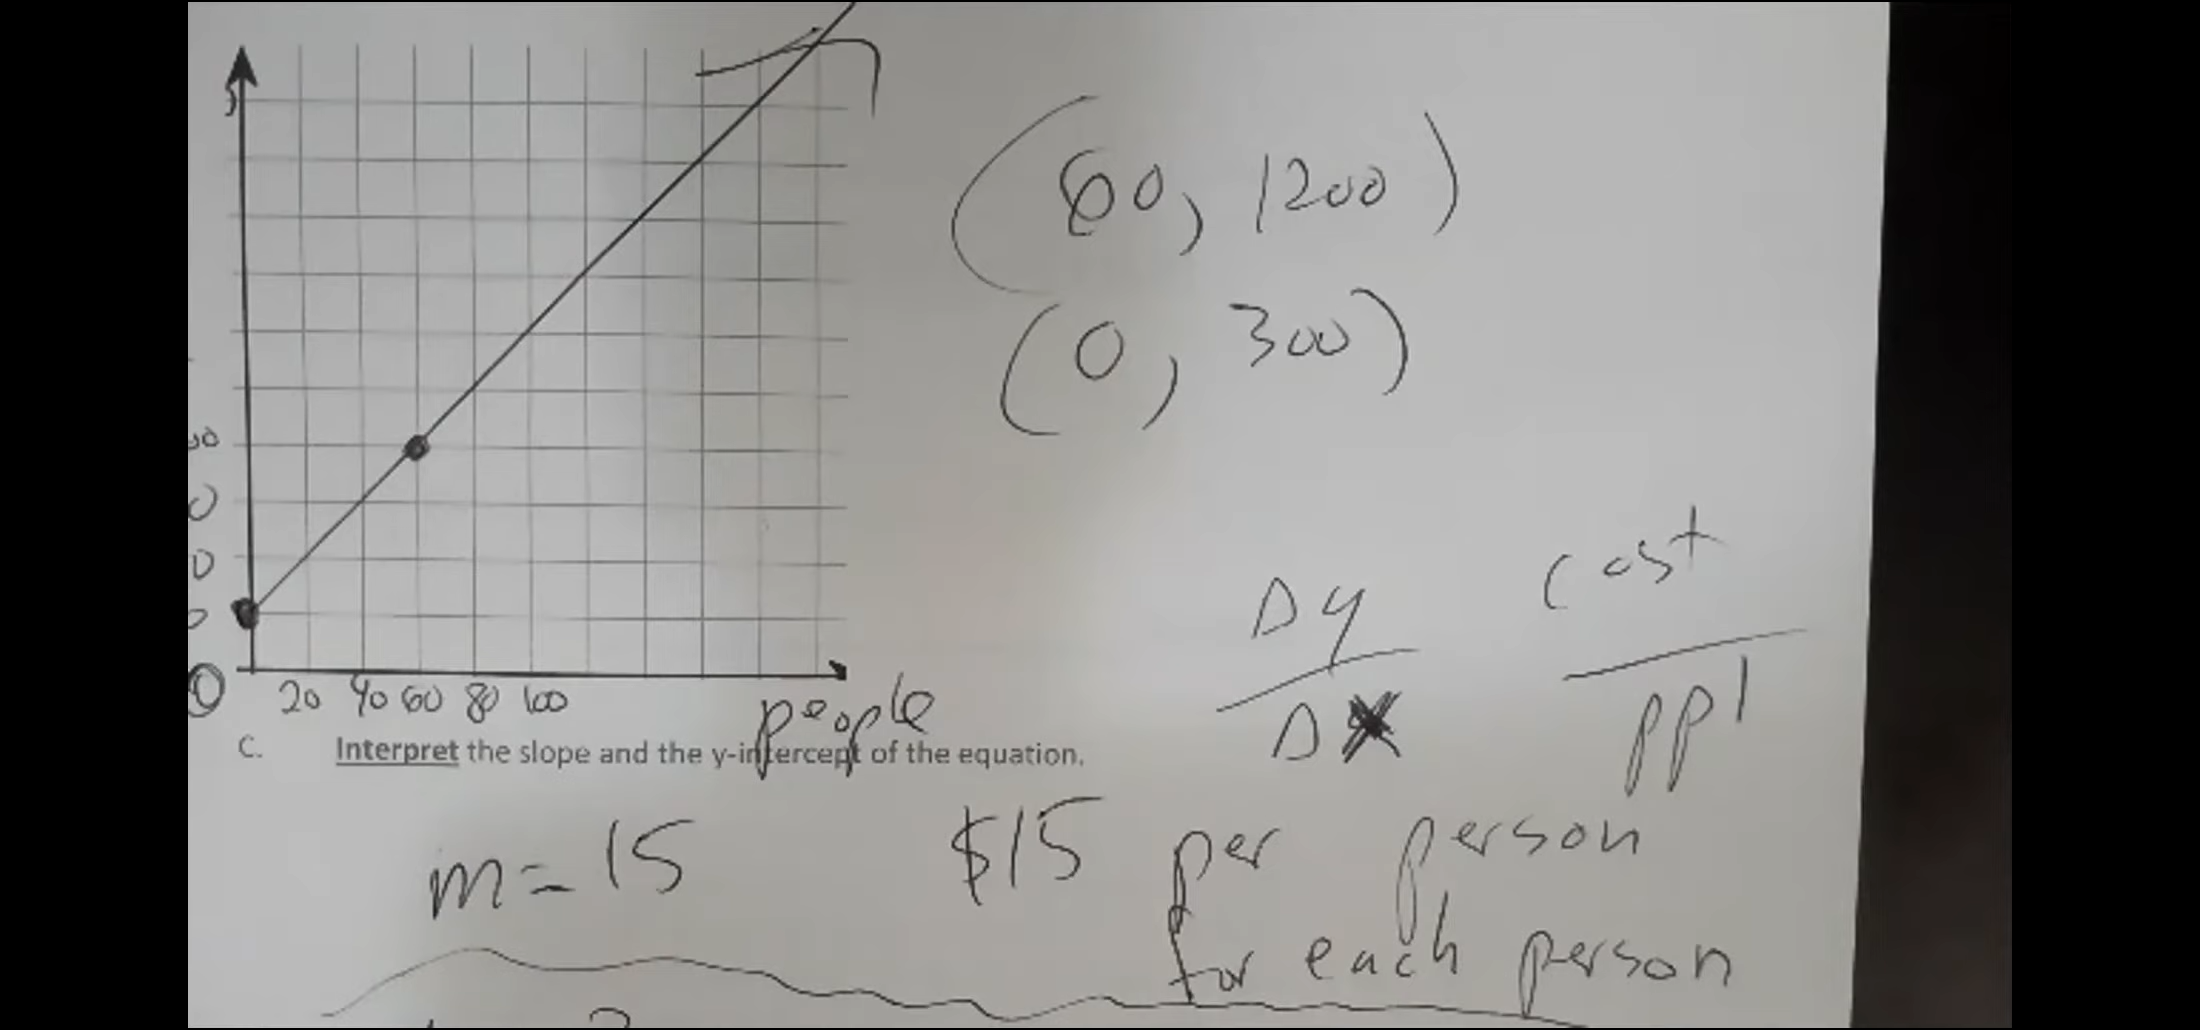 (60, 1200)
(0, 300)
0
20 40 60 80 100
people
Δy
Δx
cost
ppl
C. Interpret the slope and the y-intercept of the equation.
m = 15 $15 per person
for each person